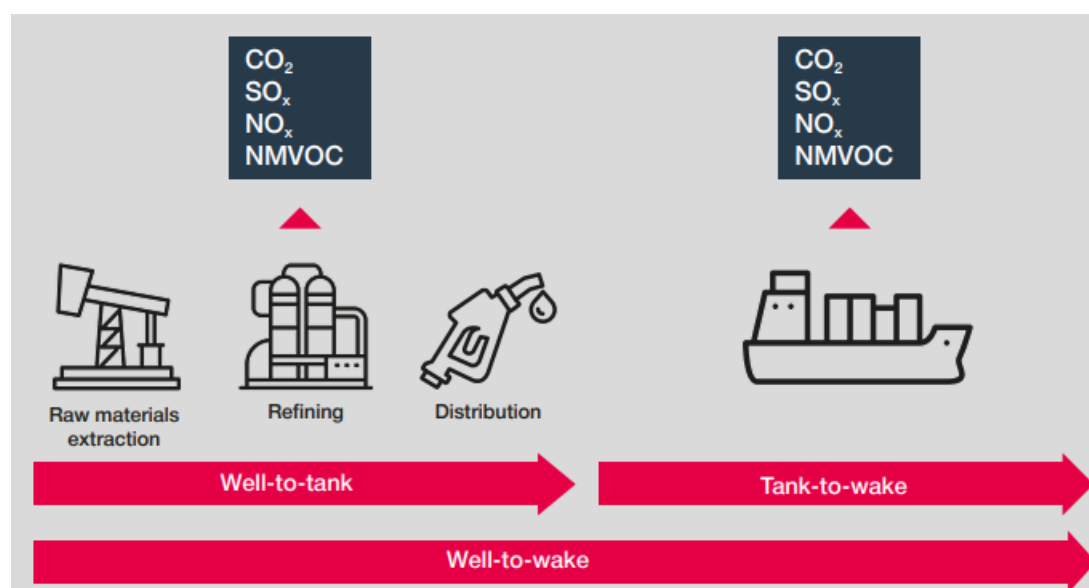 CO₂
SOₓ
NOₓ
NMVOC
CO₂
SOₓ
NOₓ
NMVOC
Raw materials
extraction
Refining
Distribution
Well-to-tank
Tank-to-wake
Well-to-wake